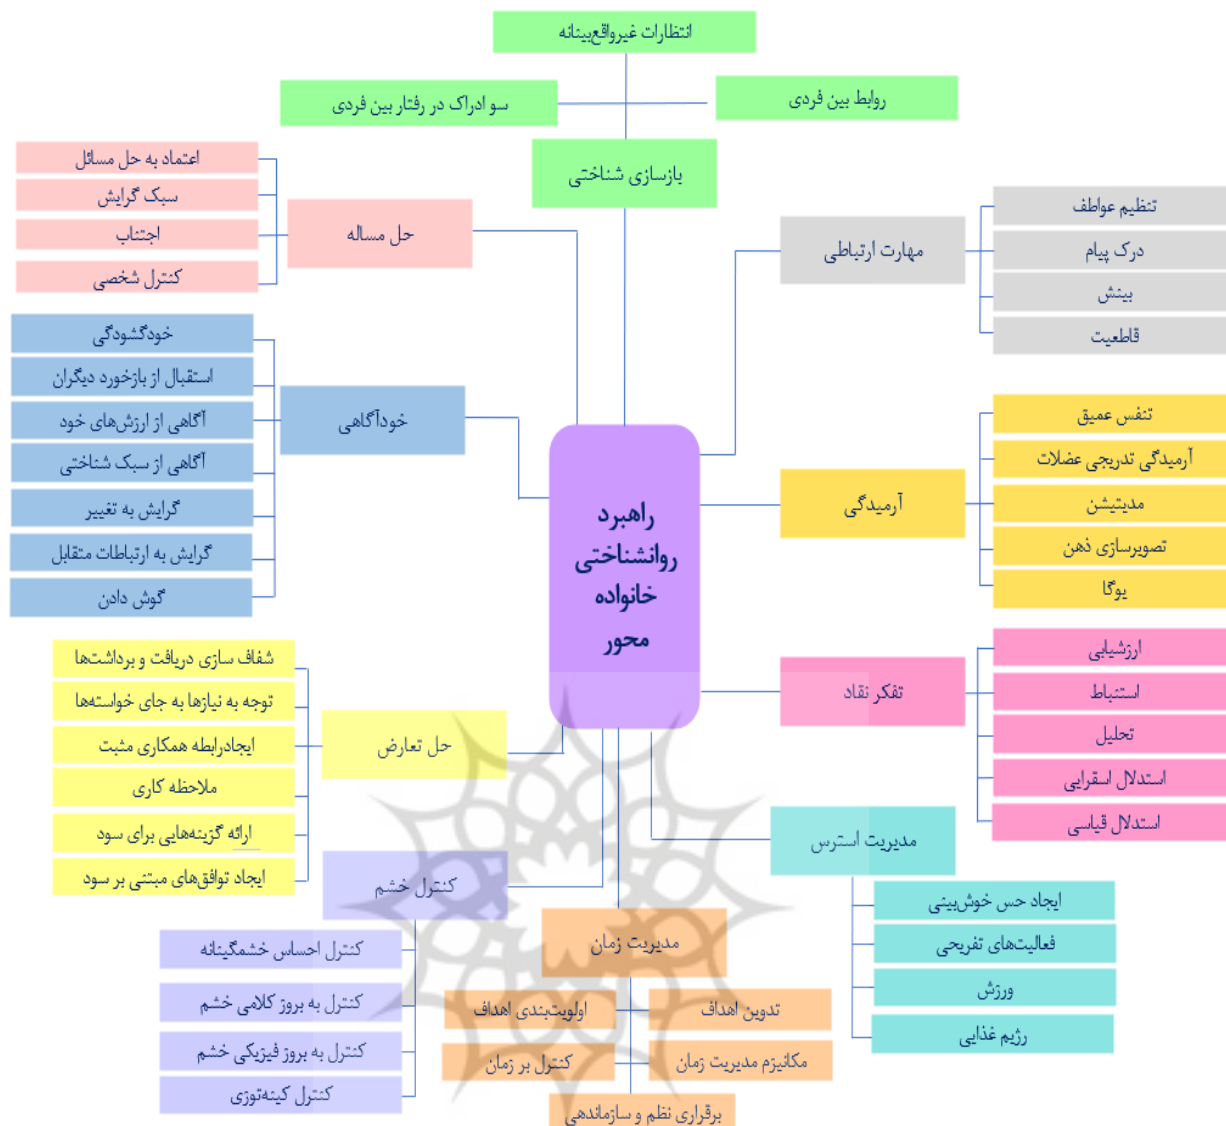 انتظارات غیرواقع‌بینانه
روابط بین فردی
سو ادراک در رفتار بین فردی
بازسازی شناختی
مهارت ارتباطی
تنظیم عواطف
درک پیام
بینش
قاطعیت
آرمیدگی
تنفس عمیق
آرمیدگی تدریجی عضلات
مدیتیشن
تصویرسازی ذهن
یوگا
تفکر نقاد
ارزشیابی
استنباط
تحلیل
استدلال اسقرایی
استدلال قیاسی
مدیریت استرس
ایجاد حس خوش‌بینی
فعالیت‌های تفریحی
ورزش
رژیم غذایی
راهبرد
روانشناختی
خانواده
محور
حل مساله
اعتماد به حل مسائل
سبک گرایش
اجتناب
کنترل شخصی
خودآگاهی
خودگشودگی
استقبال از بازخورد دیگران
آگاهی از ارزش‌های خود
آگاهی از سبک شناختی
گرایش به تغییر
گرایش به ارتباطات متقابل
گوش دادن
حل تعارض
شفاف سازی دریافت و برداشت‌ها
توجه به نیازها به جای خواسته‌ها
ایجادرابطه همکاری مثبت
ملاحظه کاری
ارائه گزینه‌هایی برای سود
ایجاد توافق‌های مبتنی بر سود
کنترل خشم
کنترل احساس خشمگینانه
کنترل به بروز کلامی خشم
کنترل به بروز فیزیکی خشم
کنترل کینه‌توزی
مدیریت زمان
تدوین اهداف
اولویت‌بندی اهداف
مکانیزم مدیریت زمان
کنترل بر زمان
برقراری نظم و سازماندهی